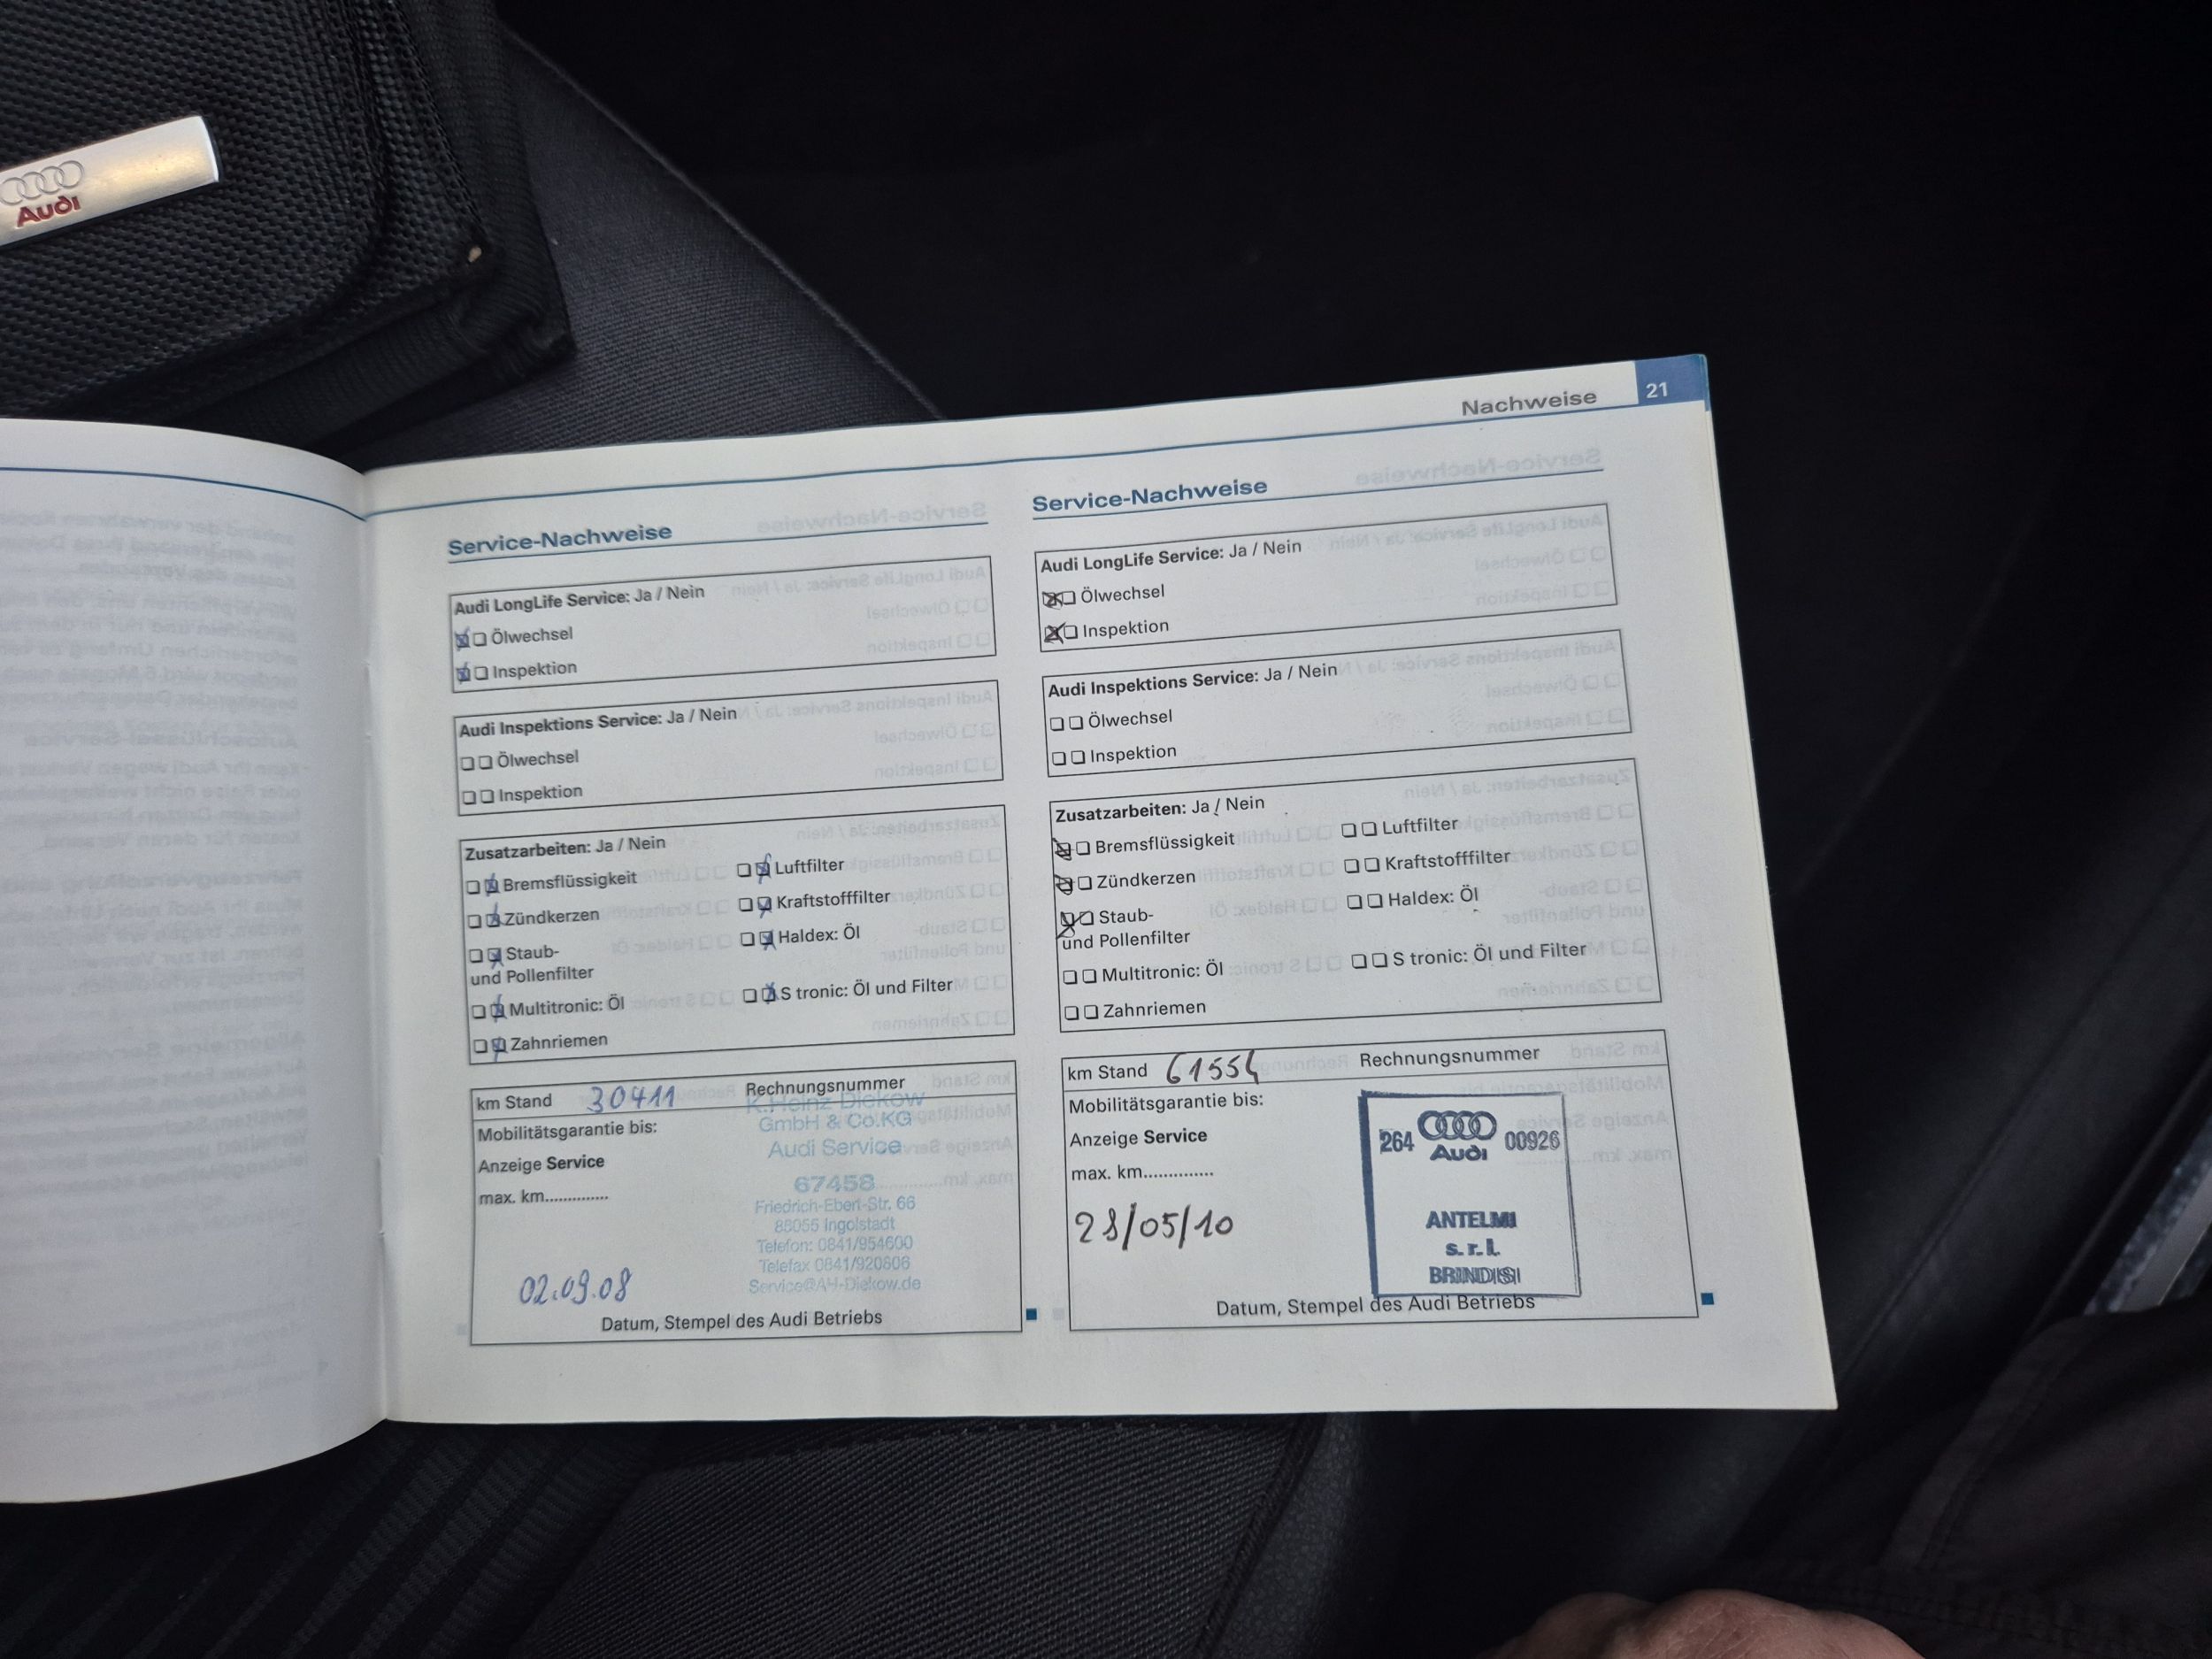 Audi
Nachweise 21
Service-Nachweise
Audi LongLife Service: Ja / Nein
Ölwechsel
Inspektion
Audi Inspektions Service: Ja / Nein
Ölwechsel
Inspektion
Zusatzarbeiten: Ja / Nein
Bremsflüssigkeit
Luftfilter
Zündkerzen
Kraftstofffilter
Staub-
und Pollenfilter
Haldex: Öl
Multitronic: Öl
S tronic: Öl und Filter
Zahnriemen
km Stand 30411 Rechnungsnummer
Mobilitätsgarantie bis:
Anzeige Service
max. km..............
K.Heinz Diekow
GmbH & Co.KG
Audi Service
67458
Friedrich-Ebert-Str. 66
Ingolstadt
Telefon: 0841/954600
Telefax 0841/920606
Service@AH-Diekow.de
02.09.08
Datum, Stempel des Audi Betriebs
Service-Nachweise
Audi LongLife Service: Ja / Nein
Ölwechsel
Inspektion
Audi Inspektions Service: Ja / Nein
Ölwechsel
Inspektion
Zusatzarbeiten: Ja / Nein
Bremsflüssigkeit
Luftfilter
Zündkerzen
Kraftstofffilter
Staub-
und Pollenfilter
Haldex: Öl
Multitronic: Öl
S tronic: Öl und Filter
Zahnriemen
km Stand 61554 Rechnungsnummer
Mobilitätsgarantie bis:
Anzeige Service
max. km..............
28/05/10
264 Audi 00926
ANTELMI
s.r.l.
BRINDISI
Datum, Stempel des Audi Betriebs